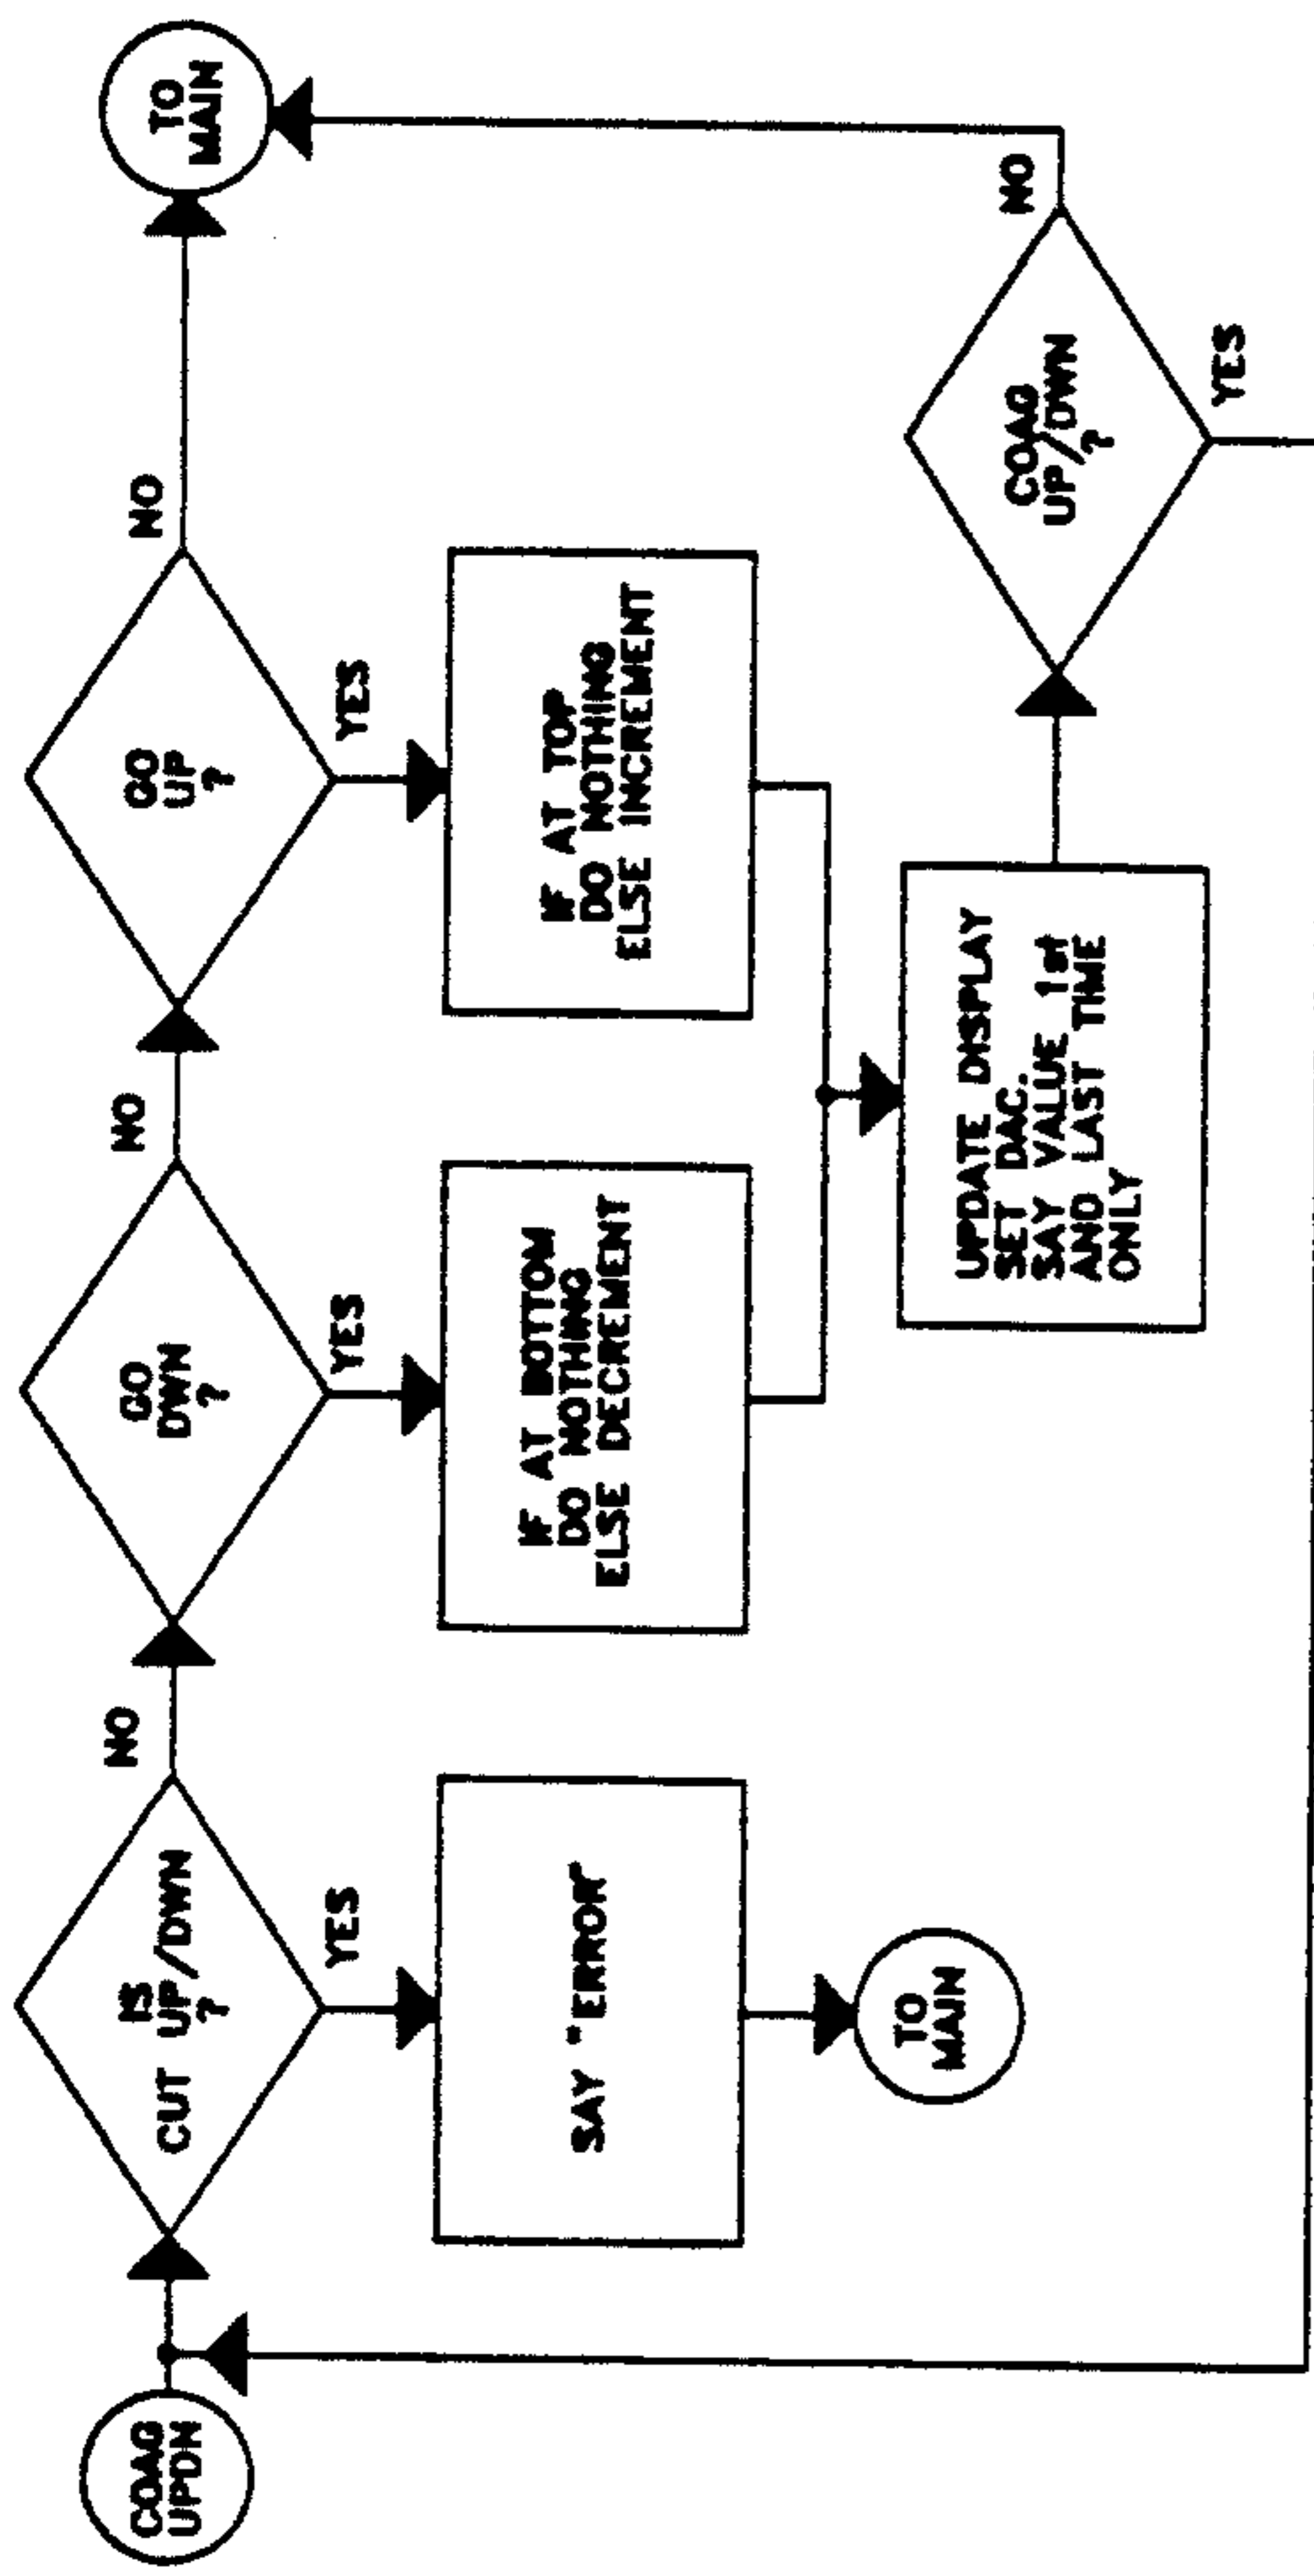 COAG
UPDN
IS
CUT UP/DWN
?
NO
YES
SAY "ERROR"
TO
MAIN
GO
DWN
?
NO
YES
IF AT BOTTOM
DO NOTHING
ELSE DECREMENT
GO
UP
?
NO
YES
IF AT TOP
DO NOTHING
ELSE INCREMENT
TO
MAIN
UPDATE DISPLAY
SET DAC.
SAY VALUE 1st
AND LAST TIME
ONLY
COAG
UP/DWN
?
NO
YES